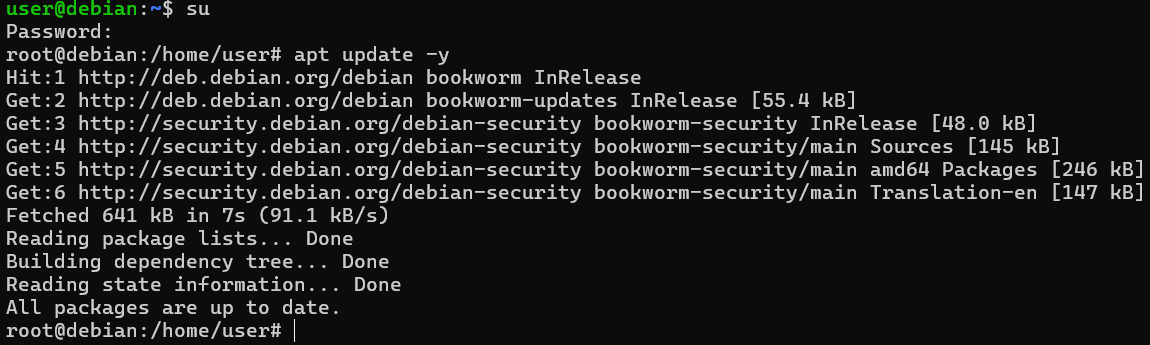 user@debian:~$ su
Password:
root@debian:/home/user# apt update -y
Hit:1 http://deb.debian.org/debian bookworm InRelease
Get:2 http://deb.debian.org/debian bookworm-updates InRelease [55.4 kB]
Get:3 http://security.debian.org/debian-security bookworm-security InRelease [48.0 kB]
Get:4 http://security.debian.org/debian-security bookworm-security/main Sources [145 kB]
Get:5 http://security.debian.org/debian-security bookworm-security/main amd64 Packages [246 kB]
Get:6 http://security.debian.org/debian-security bookworm-security/main Translation-en [147 kB]
Fetched 641 kB in 7s (91.1 kB/s)
Reading package lists... Done
Building dependency tree... Done
Reading state information... Done
All packages are up to date.
root@debian:/home/user#